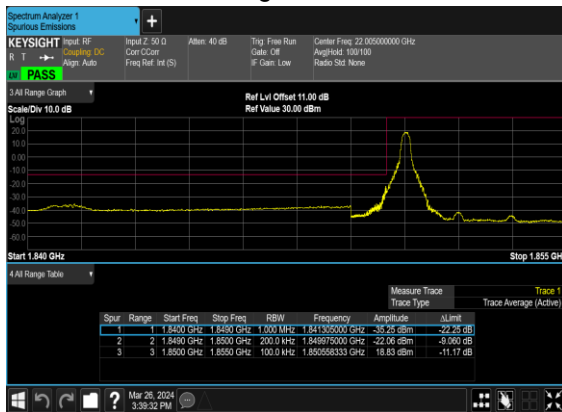 Spectrum Analyzer 1
Spurious Emissions
+
KEYSIGHT Input: RF Input Z: 50 Ω Atten: 40 dB Trig: Free Run Center Freq: 22.005000000 GHz
R T Coupling: DC Corr CCorr Gate: Off Avg|Hold: 100/100
Align: Auto Freq Ref: Int (S) IF Gain: Low Radio Std: None
PASS
3 All Range Graph
Ref Lvl Offset 11.00 dB
Scale/Div 10.0 dB Ref Value 30.00 dBm
Log
20.0
10.0
0.00
-10.0
-20.0
-30.0
-40.0
-50.0
-60.0
Start 1.840 GHz Stop 1.855 GH
4 All Range Table
Measure Trace Trace 1
Trace Type Trace Average (Active)
Spur Range Start Freq Stop Freq RBW Frequency Amplitude ΔLimit
1 1 1.8400 GHz 1.8490 GHz 1.000 MHz 1.841305000 GHz -35.25 dBm -22.25 dB
2 2 1.8490 GHz 1.8500 GHz 200.0 kHz 1.849975000 GHz -22.06 dBm -9.060 dB
3 3 1.8500 GHz 1.8550 GHz 100.0 kHz 1.850558333 GHz 18.83 dBm -11.17 dB
? Mar 26, 2024
3:39:32 PM